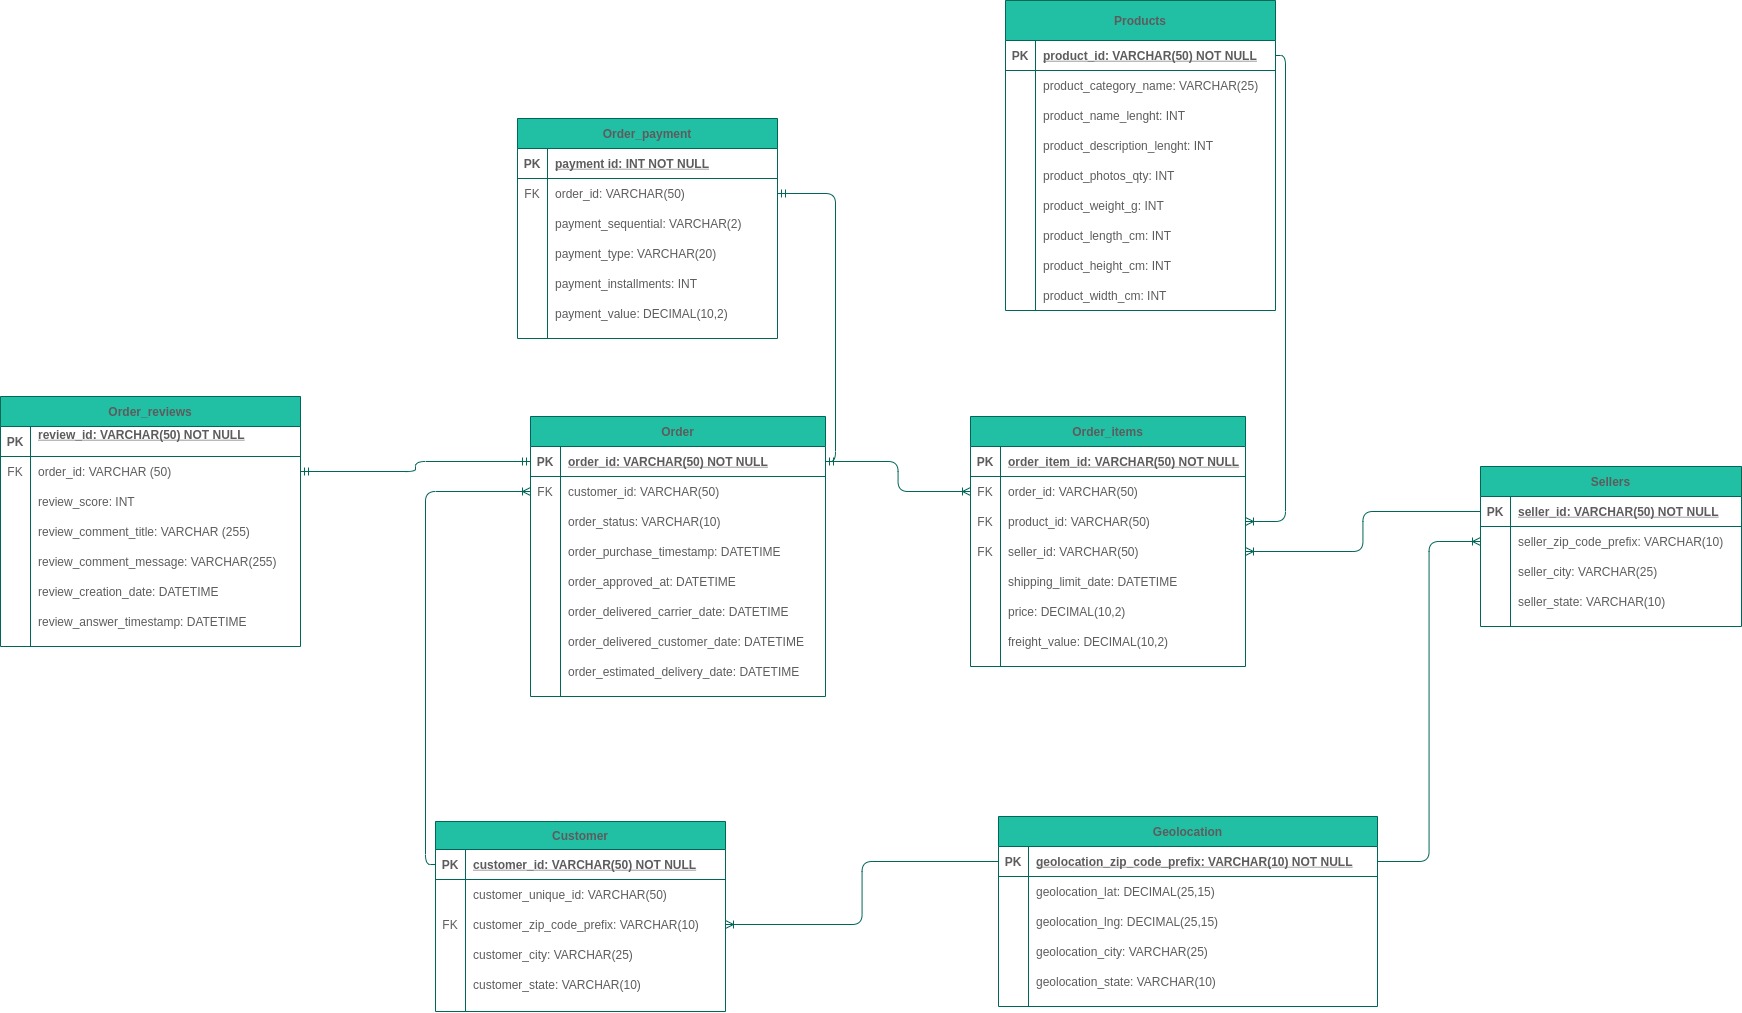 Products
PK product_id: VARCHAR(50) NOT NULL
product_category_name: VARCHAR(25)
product_name_lenght: INT
product_description_lenght: INT
product_photos_qty: INT
product_weight_g: INT
product_length_cm: INT
product_height_cm: INT
product_width_cm: INT
Order_payment
PK payment id: INT NOT NULL
FK order_id: VARCHAR(50)
payment_sequential: VARCHAR(2)
payment_type: VARCHAR(20)
payment_installments: INT
payment_value: DECIMAL(10,2)
Order_reviews
PK review_id: VARCHAR(50) NOT NULL
FK order_id: VARCHAR (50)
review_score: INT
review_comment_title: VARCHAR (255)
review_comment_message: VARCHAR(255)
review_creation_date: DATETIME
review_answer_timestamp: DATETIME
Order
PK order_id: VARCHAR(50) NOT NULL
FK customer_id: VARCHAR(50)
order_status: VARCHAR(10)
order_purchase_timestamp: DATETIME
order_approved_at: DATETIME
order_delivered_carrier_date: DATETIME
order_delivered_customer_date: DATETIME
order_estimated_delivery_date: DATETIME
Order_items
PK order_item_id: VARCHAR(50) NOT NULL
FK order_id: VARCHAR(50)
FK product_id: VARCHAR(50)
FK seller_id: VARCHAR(50)
shipping_limit_date: DATETIME
price: DECIMAL(10,2)
freight_value: DECIMAL(10,2)
Sellers
PK seller_id: VARCHAR(50) NOT NULL
seller_zip_code_prefix: VARCHAR(10)
seller_city: VARCHAR(25)
seller_state: VARCHAR(10)
Customer
PK customer_id: VARCHAR(50) NOT NULL
customer_unique_id: VARCHAR(50)
FK customer_zip_code_prefix: VARCHAR(10)
customer_city: VARCHAR(25)
customer_state: VARCHAR(10)
Geolocation
PK geolocation_zip_code_prefix: VARCHAR(10) NOT NULL
geolocation_lat: DECIMAL(25,15)
geolocation_lng: DECIMAL(25,15)
geolocation_city: VARCHAR(25)
geolocation_state: VARCHAR(10)